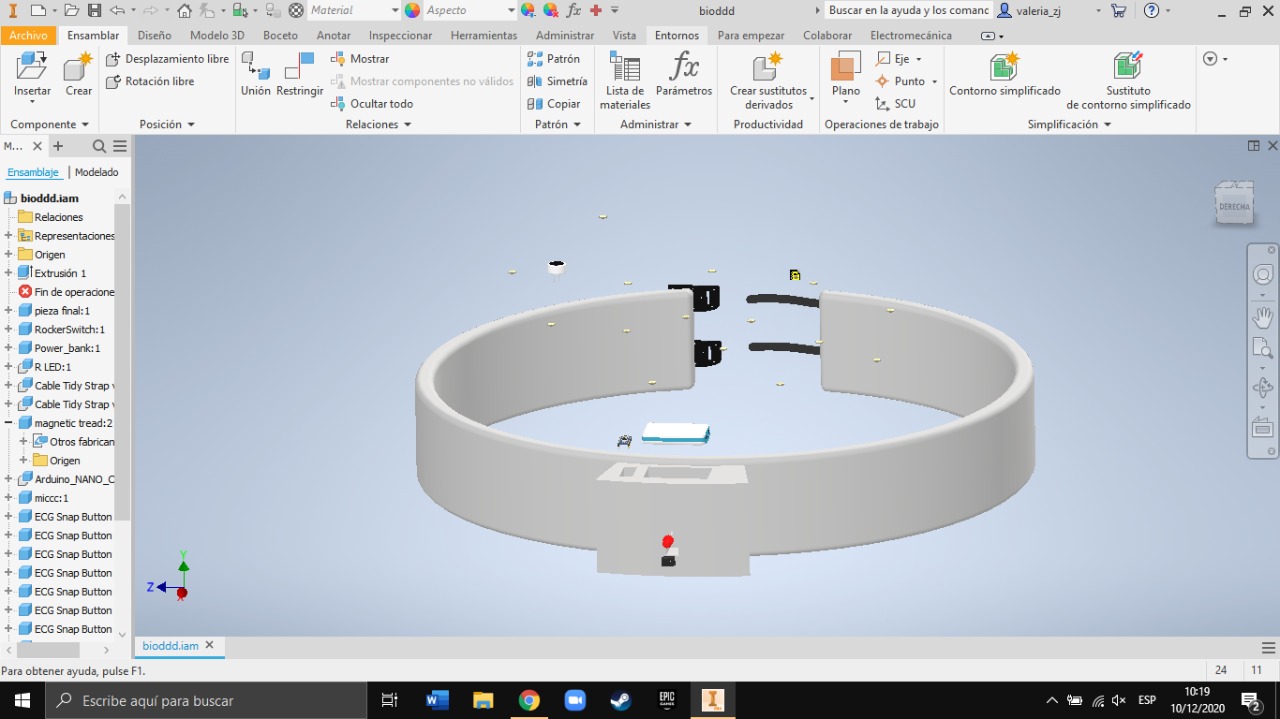 Material
Aspecto
bioddd
Buscar en la ayuda y los comanc
valeria_zj
Archivo
Ensamblar
Diseño
Modelo 3D
Boceto
Anotar
Inspeccionar
Herramientas
Administrar
Vista
Entornos
Para empezar
Colaborar
Electromecánica
Insertar
Crear
Desplazamiento libre
Rotación libre
Unión
Restringir
Mostrar
Mostrar componentes no válidos
Ocultar todo
Patrón
Simetría
Copiar
Lista de
materiales
Parámetros
Crear sustitutos
derivados
Plano
Eje
Punto
SCU
Contorno simplificado
Sustituto
de contorno simplificado
Componente
Posición
Relaciones
Patrón
Administrar
Productividad
Operaciones de trabajo
Simplificación
M...
Ensamblaje
Modelado
bioddd.iam
Relaciones
Representaciones
Origen
Extrusión 1
Fin de operacione
pieza final:1
RockerSwitch:1
Power_bank:1
R LED:1
Cable Tidy Strap v
Cable Tidy Strap v
magnetic tread:2
Otros fabrican
Origen
Arduino_NANO_C
miccc:1
ECG Snap Button
ECG Snap Button
ECG Snap Button
ECG Snap Button
ECG Snap Button
ECG Snap Button
ECG Snap Button
DERECHA
Y
Z
X
bioddd.iam
Para obtener ayuda, pulse F1.
24
11
Escribe aquí para buscar
EPIC
GAMES
ESP
10:19
10/12/2020
2